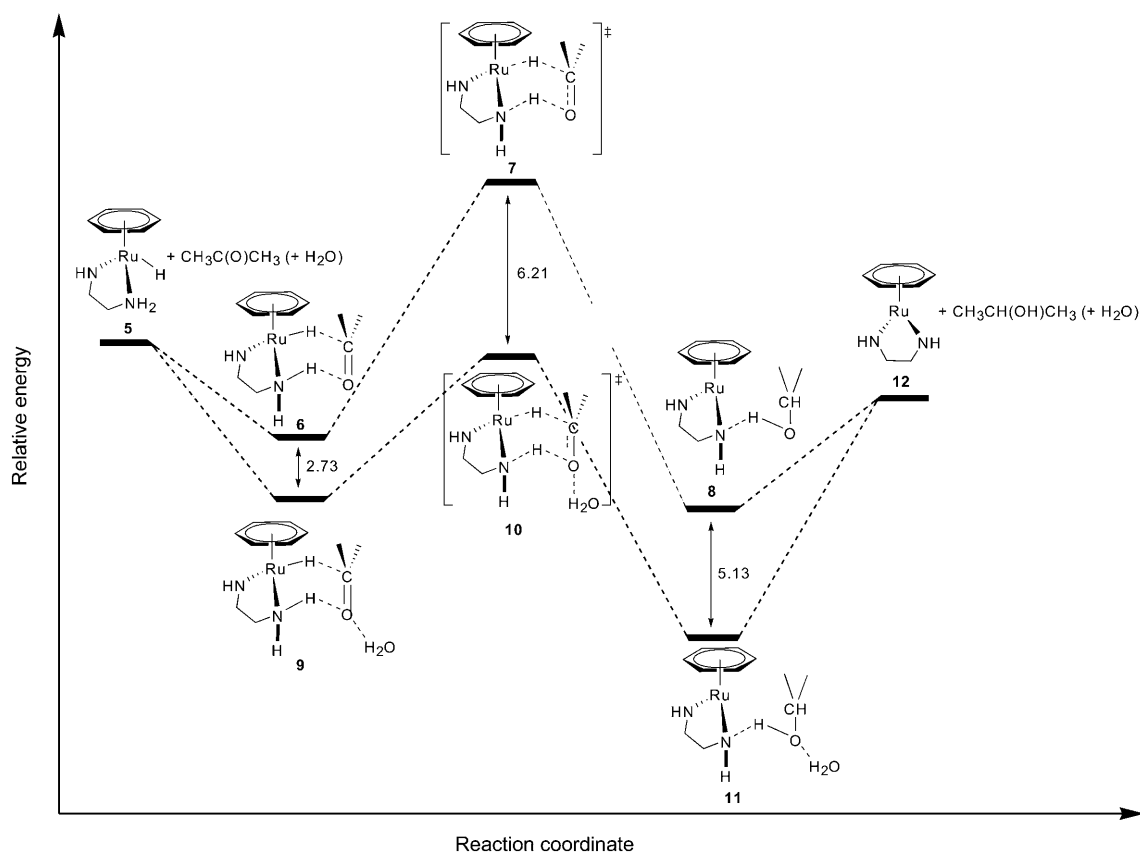 ‡
Ru
H
C
HN
H
N
O
H
7
Ru
H
+ CH3C(O)CH3 (+ H2O)
HN
NH2
5
6.21
Ru
+ CH3CH(OH)CH3 (+ H2O)
HN
NH
12
Ru
H
C
HN
H
N
O
H
6
2.73
‡
Ru
H
C
HN
H
N
O
H
H2O
10
Ru
HN
H
CH
N
O
H
8
5.13
Ru
H
C
HN
H
N
O
H
H2O
9
Ru
CH
HN
H
N
O
H
H2O
11
Relative energy
Reaction coordinate